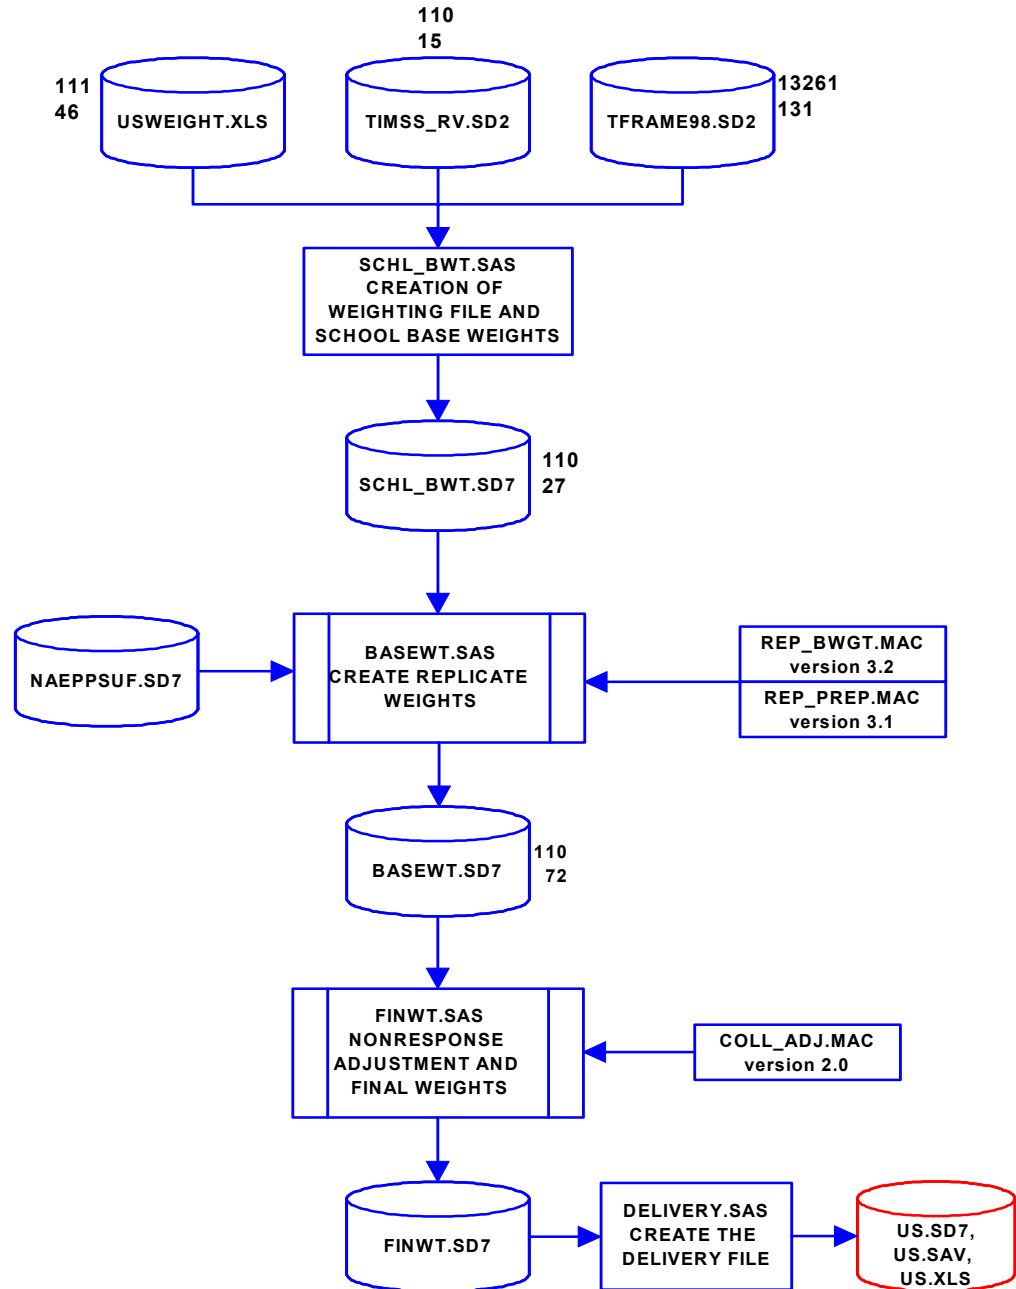 110
15
111
46
USWEIGHT.XLS
TIMSS_RV.SD2
TFRAME98.SD2
13261
131
SCHL_BWT.SAS
CREATION OF
WEIGHTING FILE AND
SCHOOL BASE WEIGHTS
SCHL_BWT.SD7
110
27
NAEPPSUF.SD7
BASEWT.SAS
CREATE REPLICATE
WEIGHTS
REP_BWGT.MAC
version 3.2
REP_PREP.MAC
version 3.1
BASEWT.SD7
110
72
FINWT.SAS
NONRESPONSE
ADJUSTMENT AND
FINAL WEIGHTS
COLL_ADJ.MAC
version 2.0
FINWT.SD7
DELIVERY.SAS
CREATE THE
DELIVERY FILE
US.SD7,
US.SAV,
US.XLS